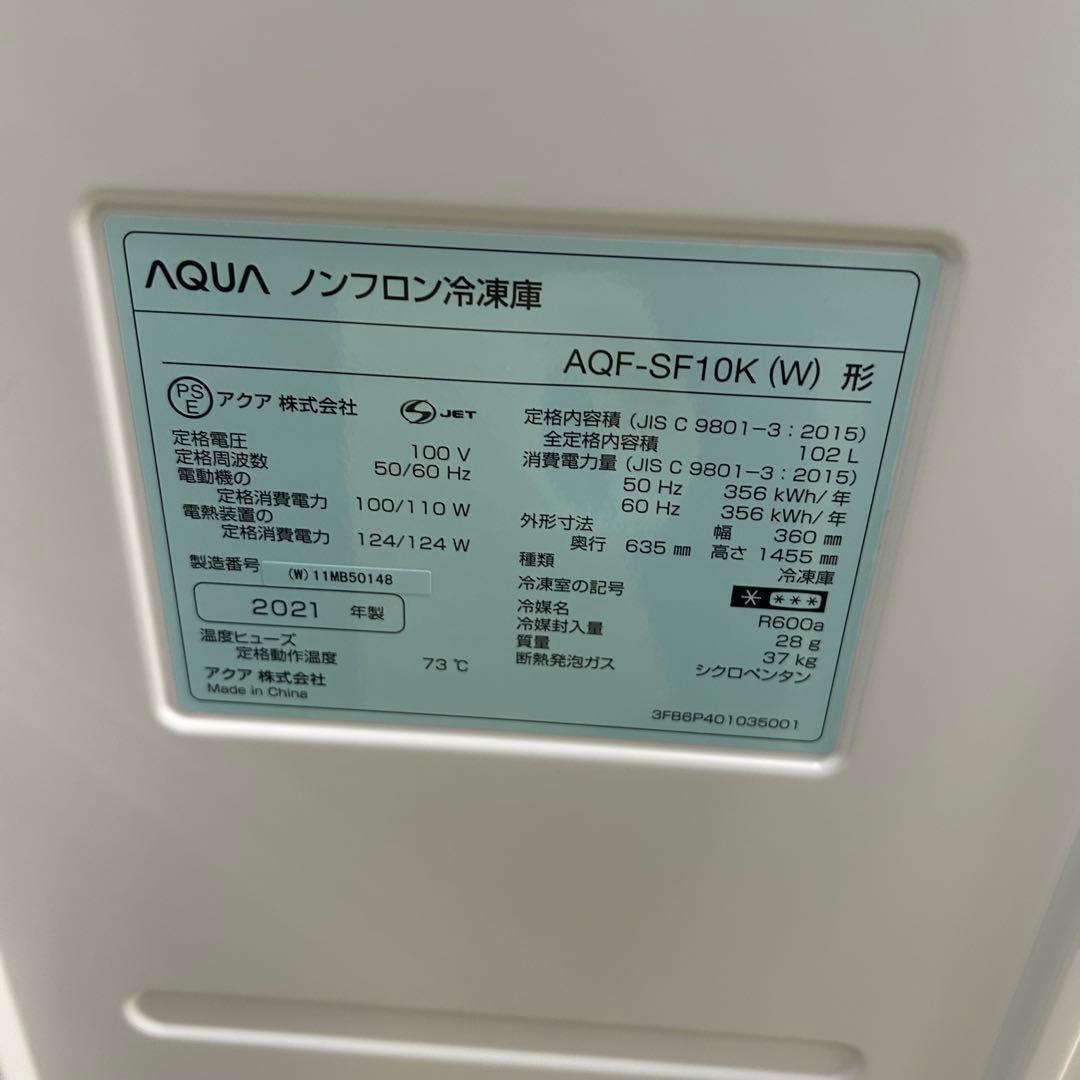 AQUA ノンフロン冷凍庫
AQF-SF10K (W) 形
PSE アクア 株式会社 S JET
定格電圧 100 V
定格周波数 50/60 Hz
電動機の
定格消費電力 100/110 W
電熱装置の
定格消費電力 124/124 W
製造番号 (W) 11MB50148
2021 年製
温度ヒューズ
定格動作温度 73 ℃
アクア 株式会社
Made in China
定格内容積 (JIS C 9801-3 : 2015)
全定格内容積 102 L
消費電力量 (JIS C 9801-3 : 2015)
50 Hz 356 kWh/年
60 Hz 356 kWh/年
外形寸法 幅 360 ㎜
奥行 635 ㎜ 高さ 1455 ㎜
種類 冷凍庫
冷凍室の記号 * ***
冷媒名 R600a
冷媒封入量 28 g
質量 37 kg
断熱発泡ガス シクロペンタン
3FB6P401035001